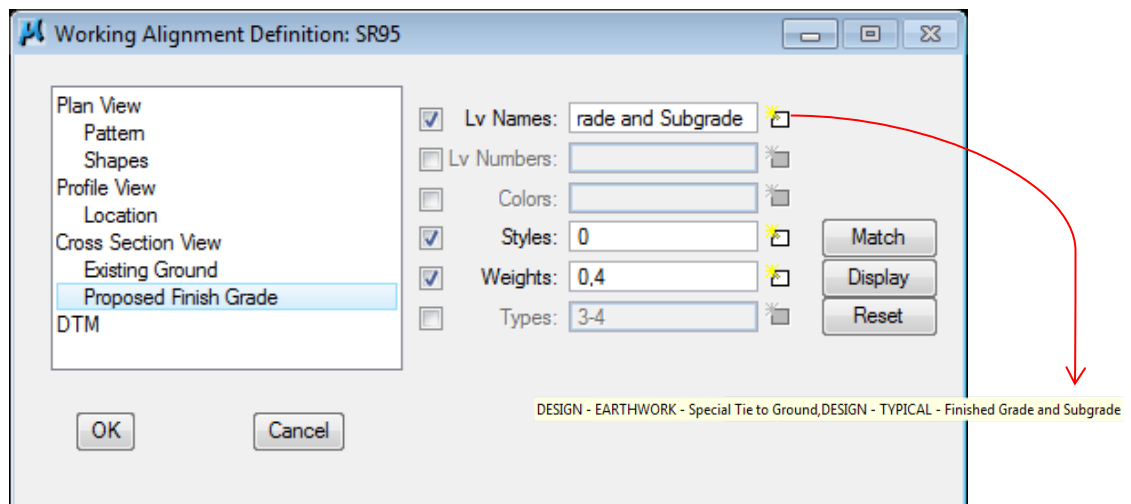 Working Alignment Definition: SR95
Plan View
Pattern
Shapes
Profile View
Location
Cross Section View
Existing Ground
Proposed Finish Grade
DTM
Lv Names: rade and Subgrade
Lv Numbers:
Colors:
Styles: 0
Weights: 0,4
Types: 3-4
Match
Display
Reset
DESIGN - EARTHWORK - Special Tie to Ground,DESIGN - TYPICAL - Finished Grade and Subgrade
OK Cancel